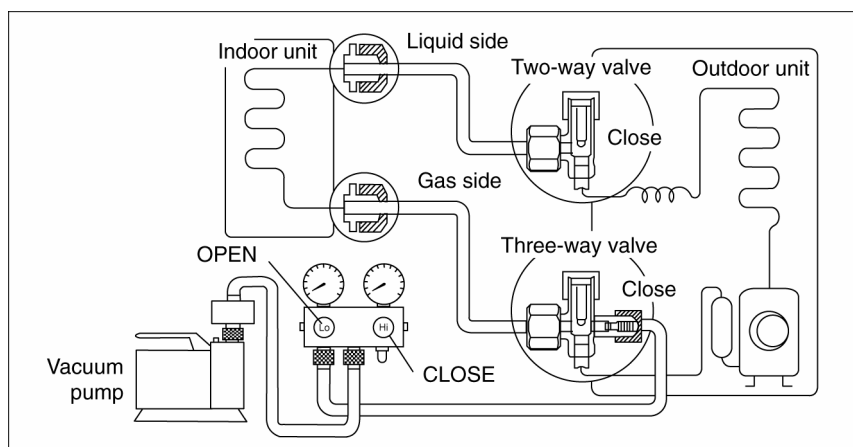 Liquid side
Indoor unit
Two-way valve
Outdoor unit
Close
Gas side
Three-way valve
OPEN
Close
Lo
Hi
Vacuum
pump
CLOSE